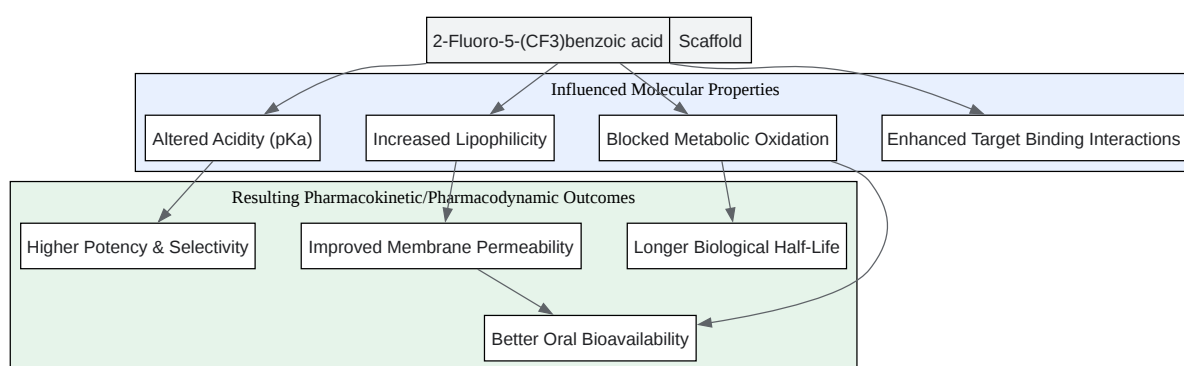 2-Fluoro-5-(CF3)benzoic acid Scaffold
Influenced Molecular Properties
Altered Acidity (pKa)
Increased Lipophilicity
Blocked Metabolic Oxidation
Enhanced Target Binding Interactions
Resulting Pharmacokinetic/Pharmacodynamic Outcomes
Higher Potency & Selectivity
Improved Membrane Permeability
Longer Biological Half-Life
Better Oral Bioavailability